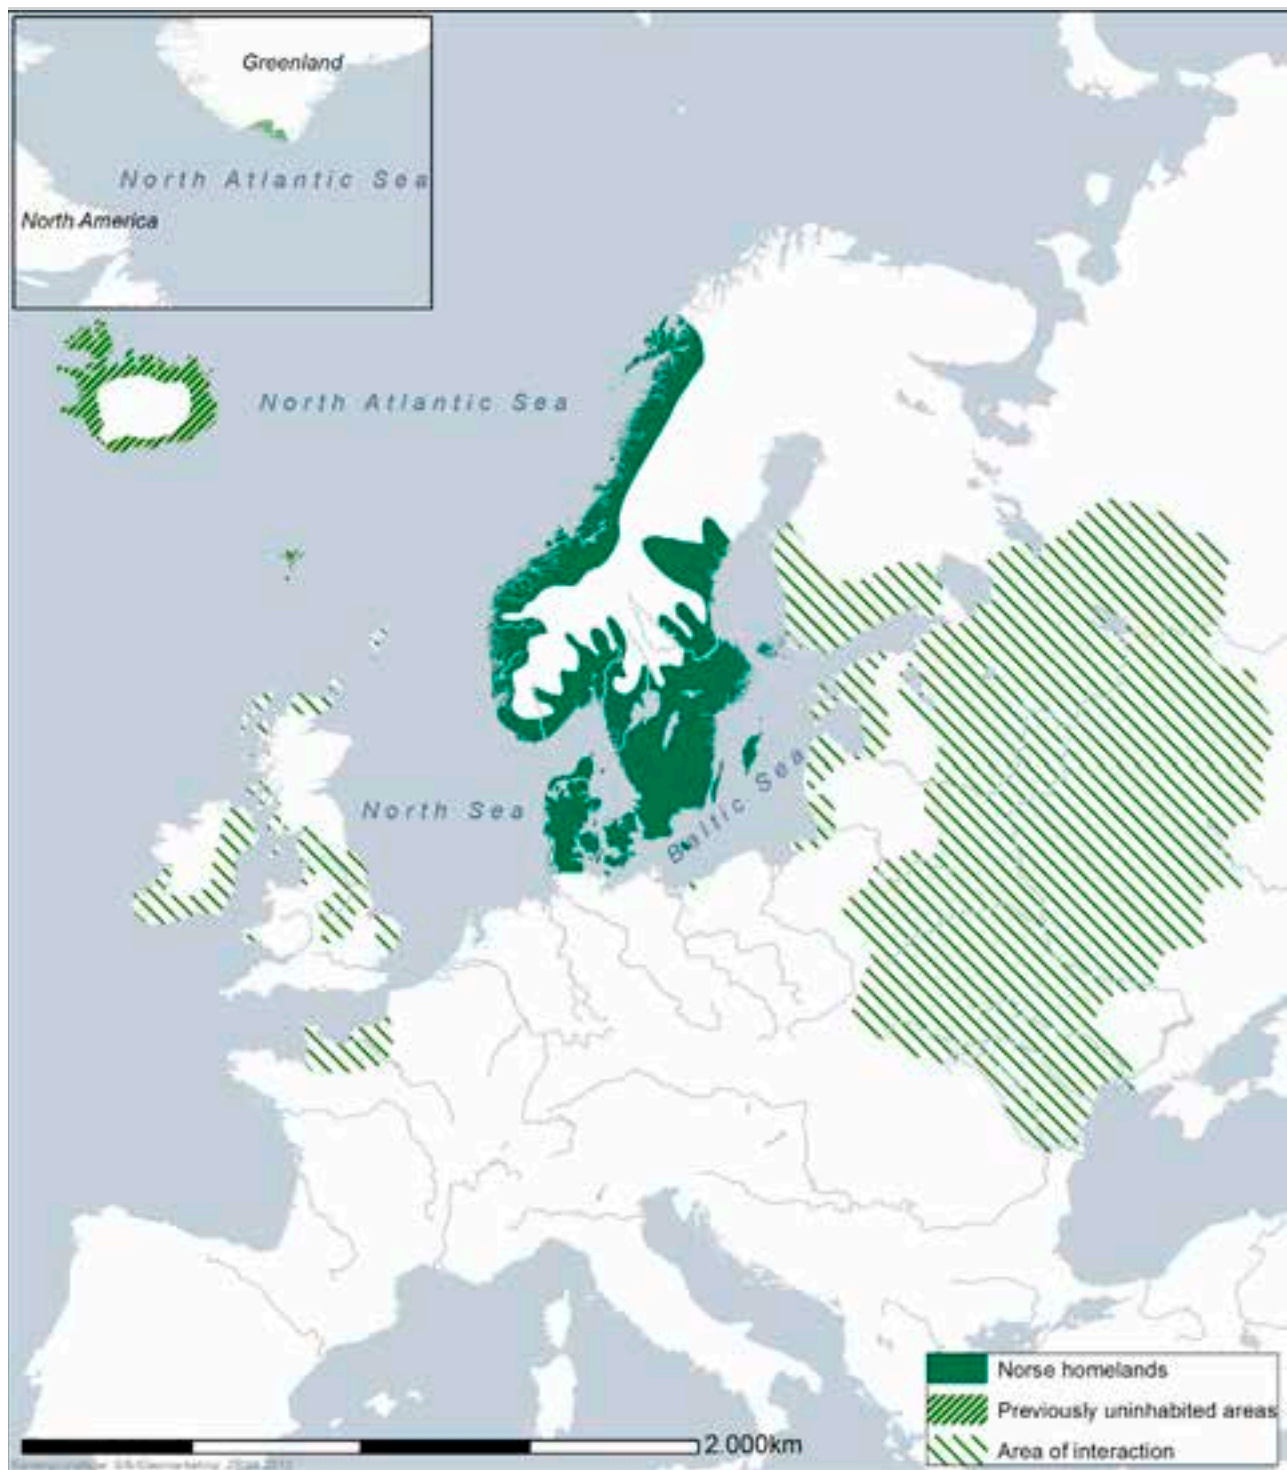 Greenland
North Atlantic Sea
North America
North Atlantic Sea
North Sea
Baltic Sea
Norse homelands
Previously uninhabited areas
Area of interaction
2.000km